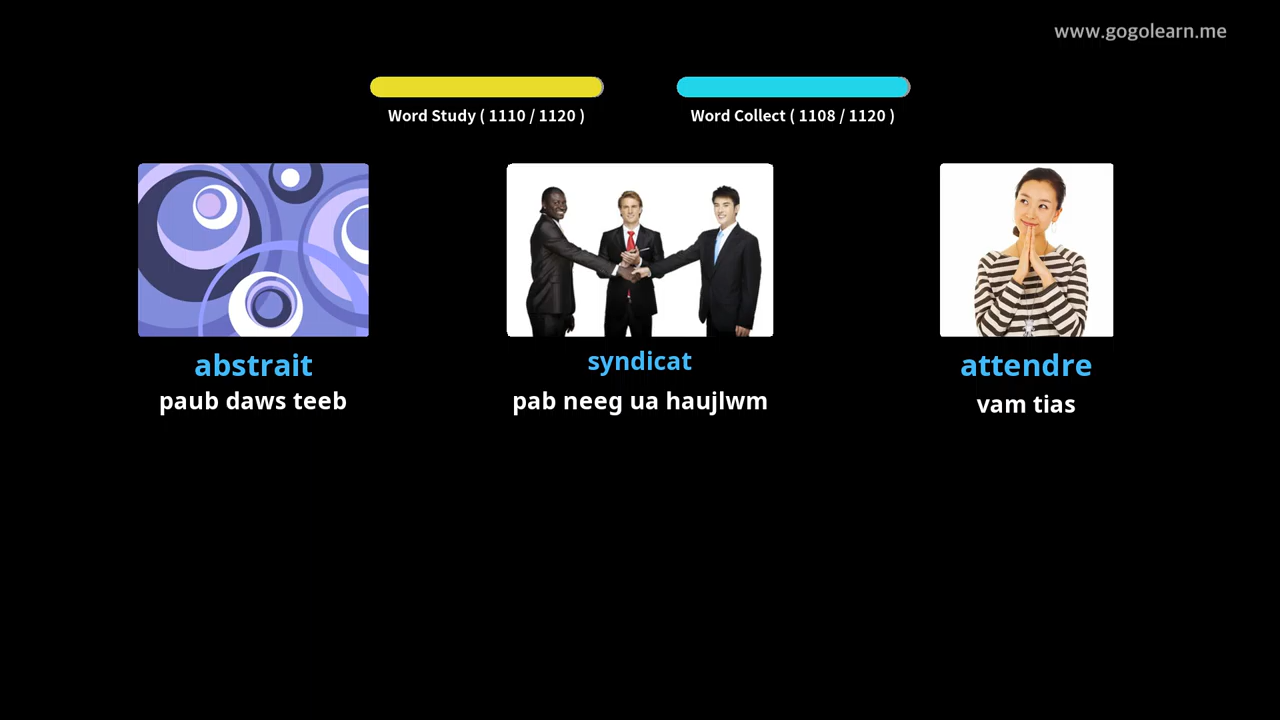 www.gogolearn.me
Word Study ( 1110 / 1120 )
Word Collect ( 1108 / 1120 )
abstrait
paub daws teeb
syndicat
pab neeg ua haujlwm
attendre
vam tias